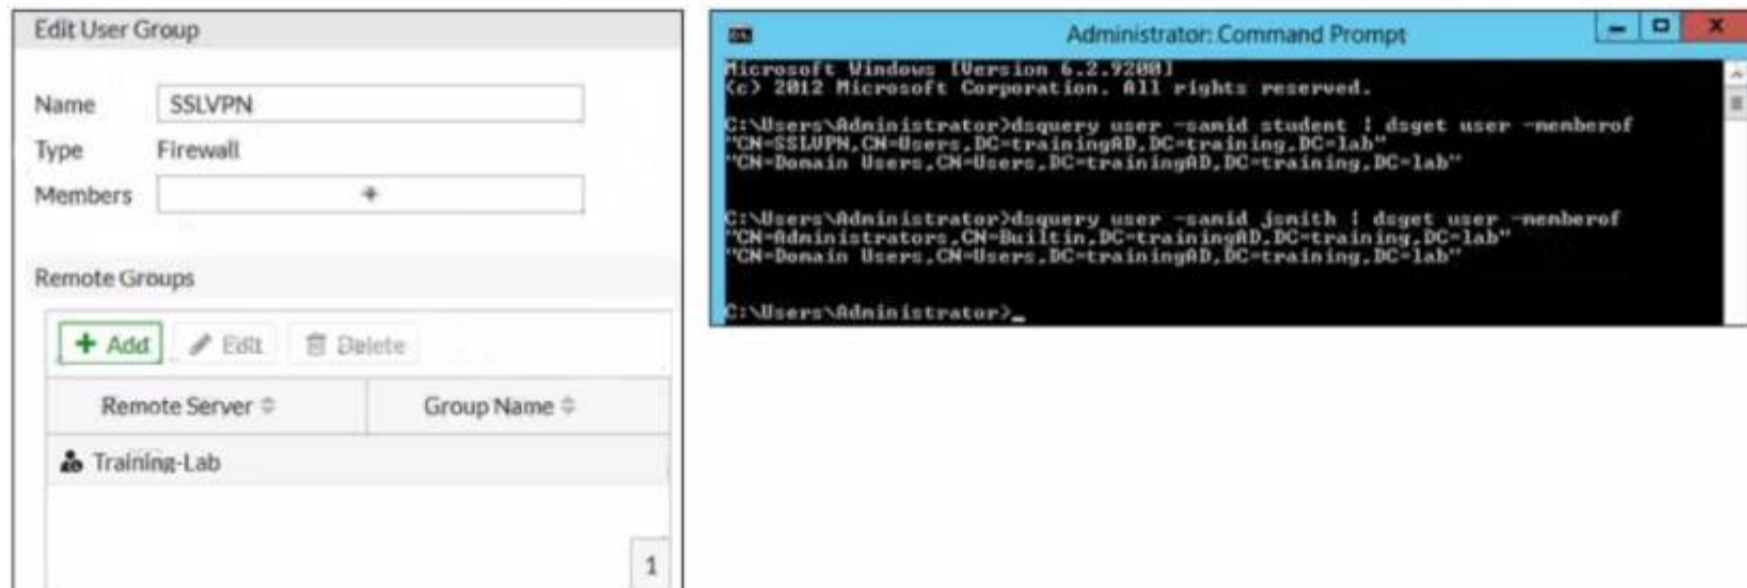 Edit User Group
Name SSLVPN
Type Firewall
Members +
Remote Groups
+ Add Edit Delete
Remote Server Group Name
Training-Lab
1
Administrator: Command Prompt
Microsoft Windows [Version 6.2.9200]
(c) 2012 Microsoft Corporation. All rights reserved.
C:\Users\Administrator>dsquery user -samid student | dsget user -memberof
"CN=SSLVPN,CN=Users,DC=trainingAD,DC=training,DC=lab"
"CN=Domain Users,CN=Users,DC=trainingAD,DC=training,DC=lab"
C:\Users\Administrator>dsquery user -samid jsmith | dsget user -memberof
"CN=Administrators,CN=Builtin,DC=trainingAD,DC=training,DC=lab"
"CN=Domain Users,CN=Users,DC=trainingAD,DC=training,DC=lab"
C:\Users\Administrator>_